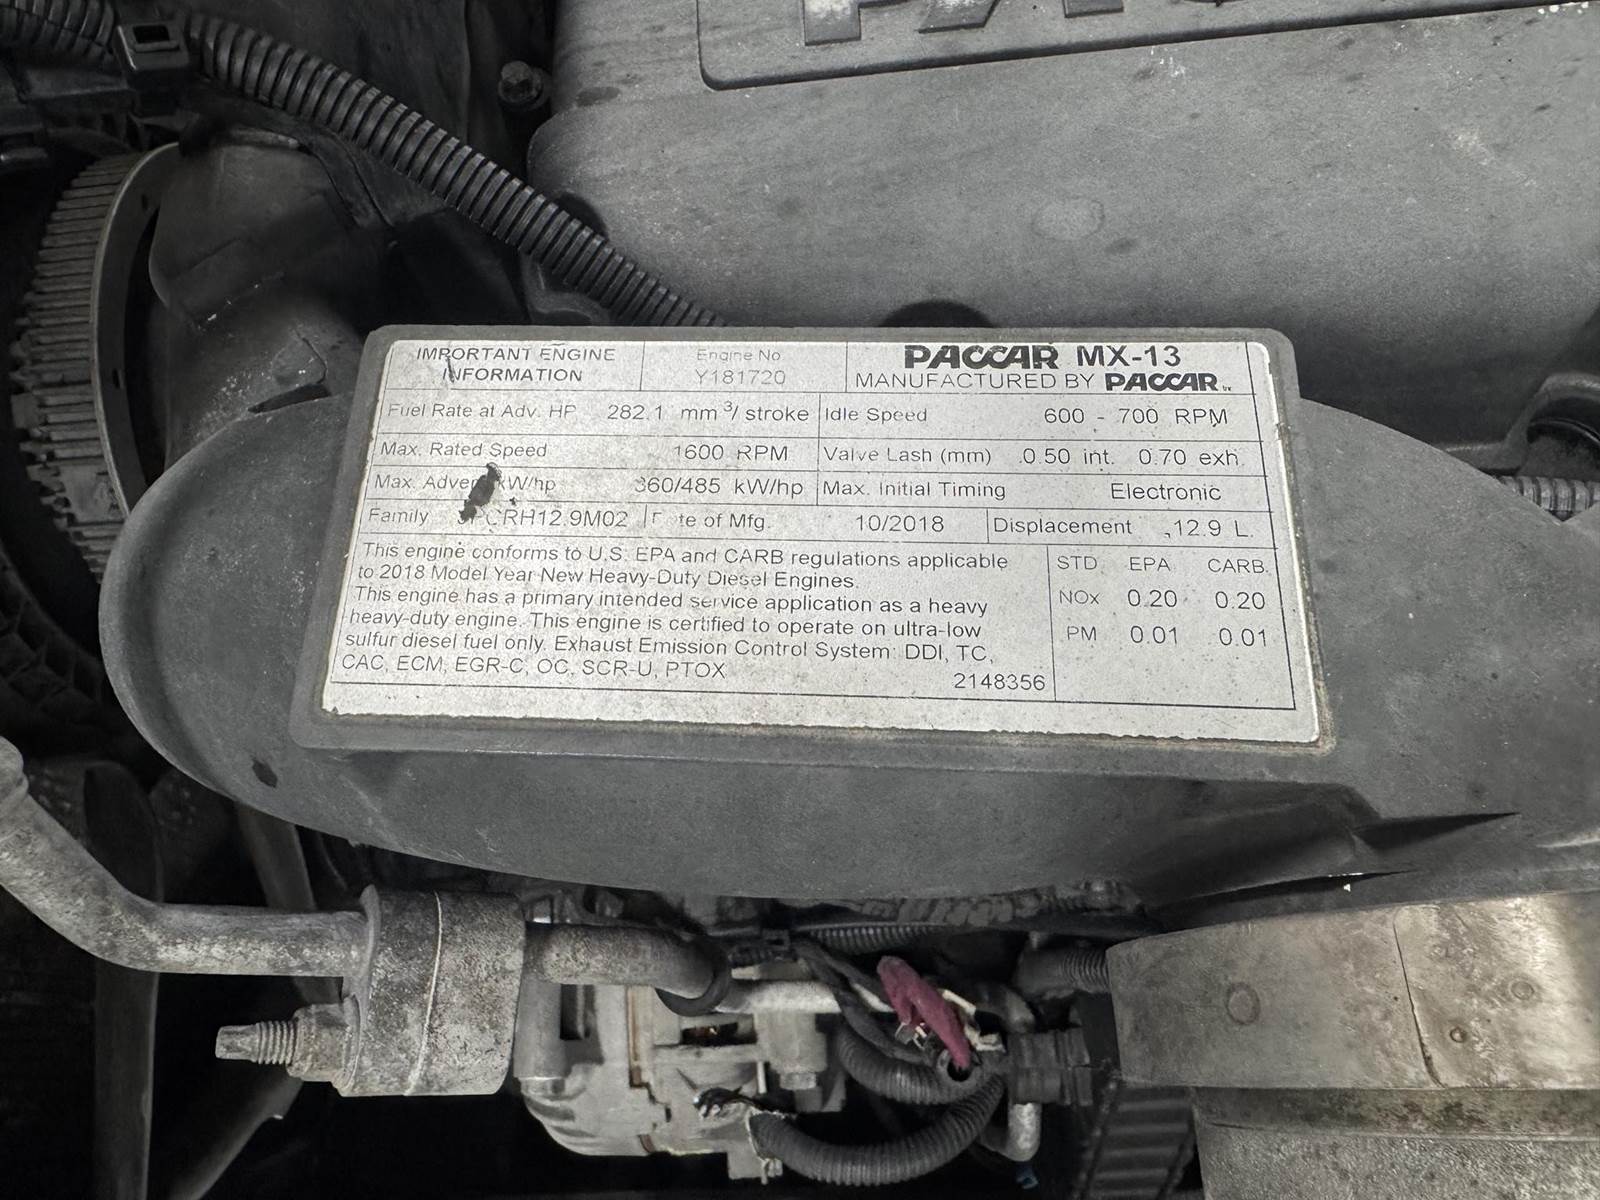 IMPORTANT ENGINE INFORMATION
Engine No
Y181720
PACCAR MX-13
MANUFACTURED BY PACCAR
Fuel Rate at Adv. HP 282.1 mm³/ stroke
Idle Speed 600 - 700 RPM
Max. Rated Speed 1600 RPM
Valve Lash (mm) 0.50 int. 0.70 exh.
Max. kW/hp 360/485 kW/hp
Max. Initial Timing Electronic
Family of Mfg. 10/2018
Displacement 12.9 L.
This engine conforms to U.S. EPA and CARB regulations applicable
to 2018 Model Year New Heavy-Duty Diesel Engines.
This engine has a primary intended service application as a heavy
heavy-duty engine. This engine is certified to operate on ultra-low
sulfur diesel fuel only. Exhaust Emission Control System: DDI, TC,
CAC, ECM, EGR-C, OC, SCR-U, PTOX
2148356
STD. EPA CARB.
NOx 0.20 0.20
PM 0.01 0.01